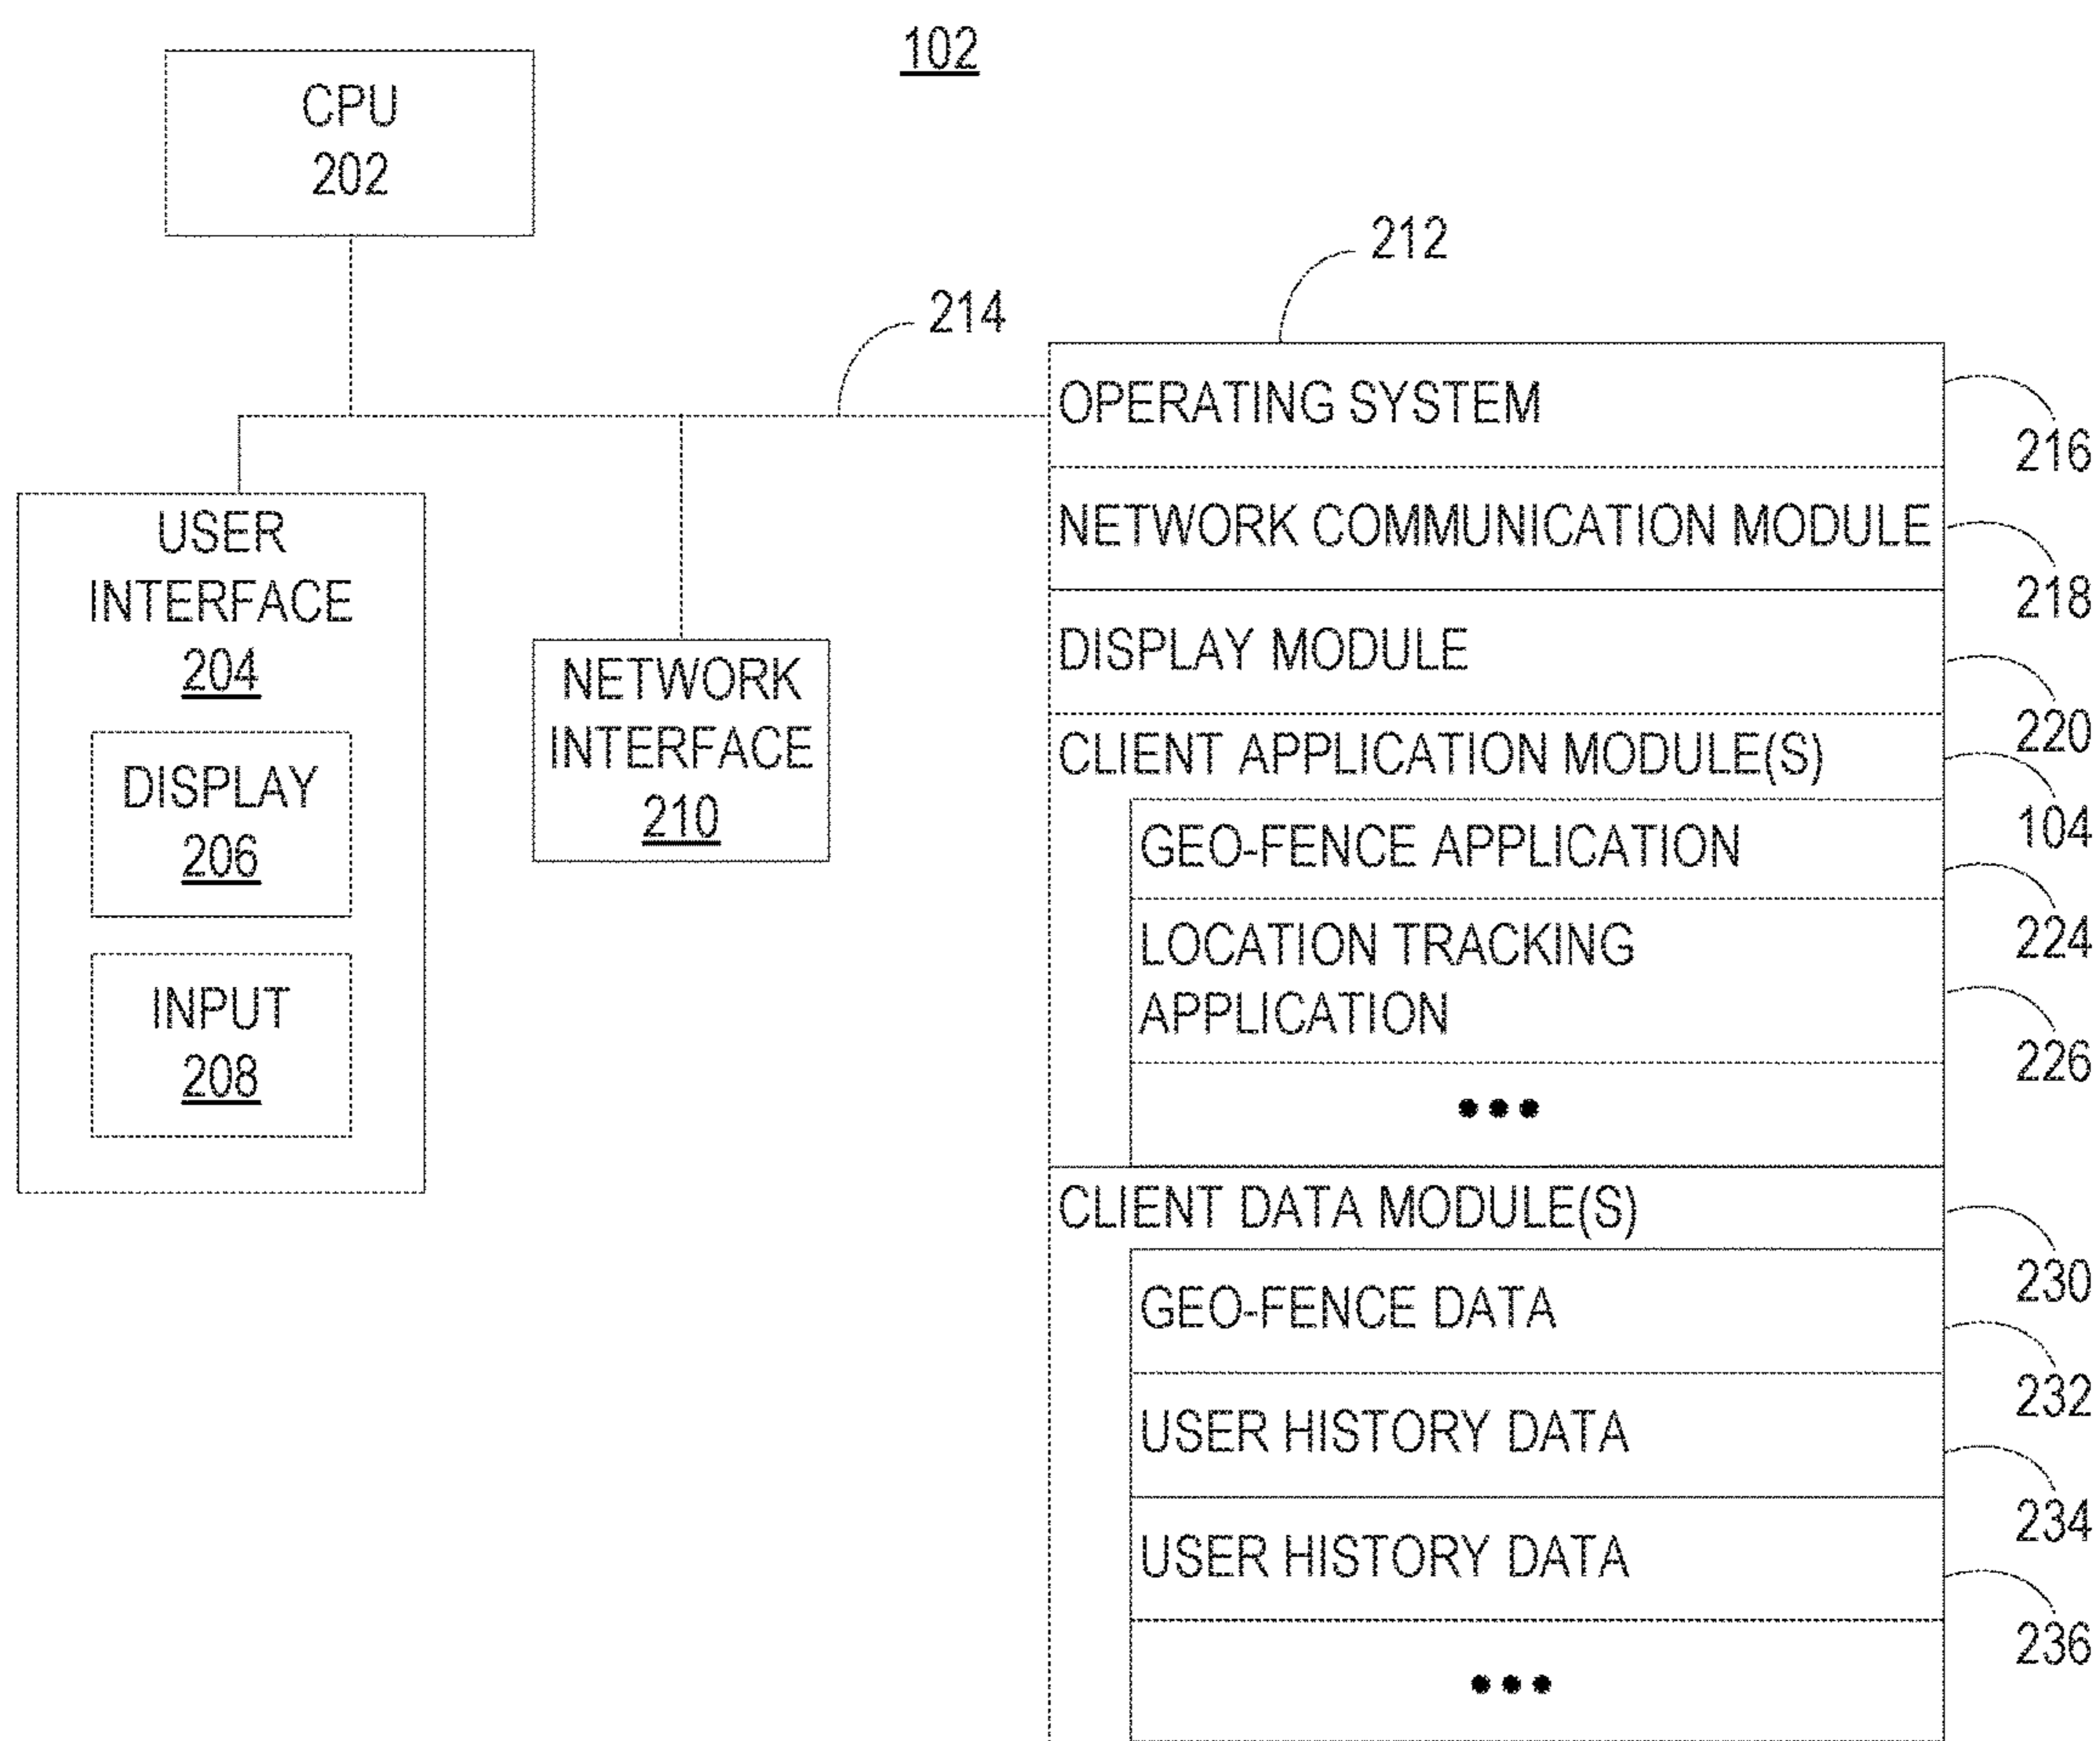 102
CPU
202
212
214
USER
INTERFACE
204
DISPLAY
206
INPUT
208
NETWORK
INTERFACE
210
OPERATING SYSTEM
216
NETWORK COMMUNICATION MODULE
218
DISPLAY MODULE
220
CLIENT APPLICATION MODULE(S)
104
GEO-FENCE APPLICATION
224
LOCATION TRACKING
APPLICATION
226
•••
CLIENT DATA MODULE(S)
230
GEO-FENCE DATA
232
USER HISTORY DATA
234
USER HISTORY DATA
236
•••